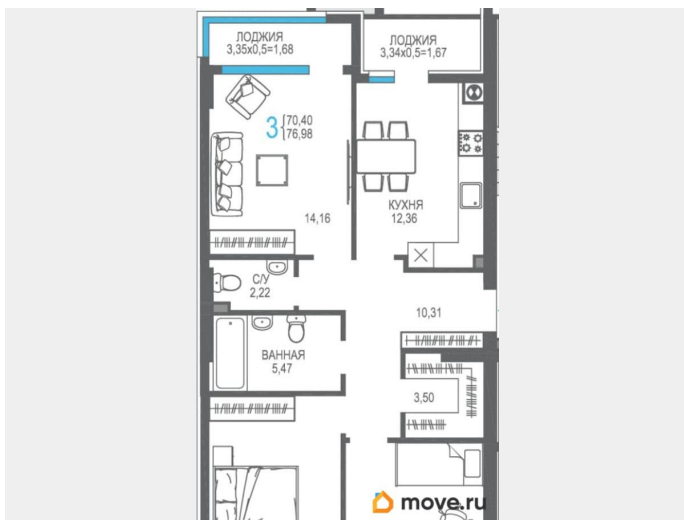 ЛОДЖИЯ
3,35х0,5=1,68
ЛОДЖИЯ
3,34х0,5=1,67
3
70,40
76,98
14,16
КУХНЯ
12,36
С/У
2,22
10,31
ВАННАЯ
5,47
3,50
move.ru